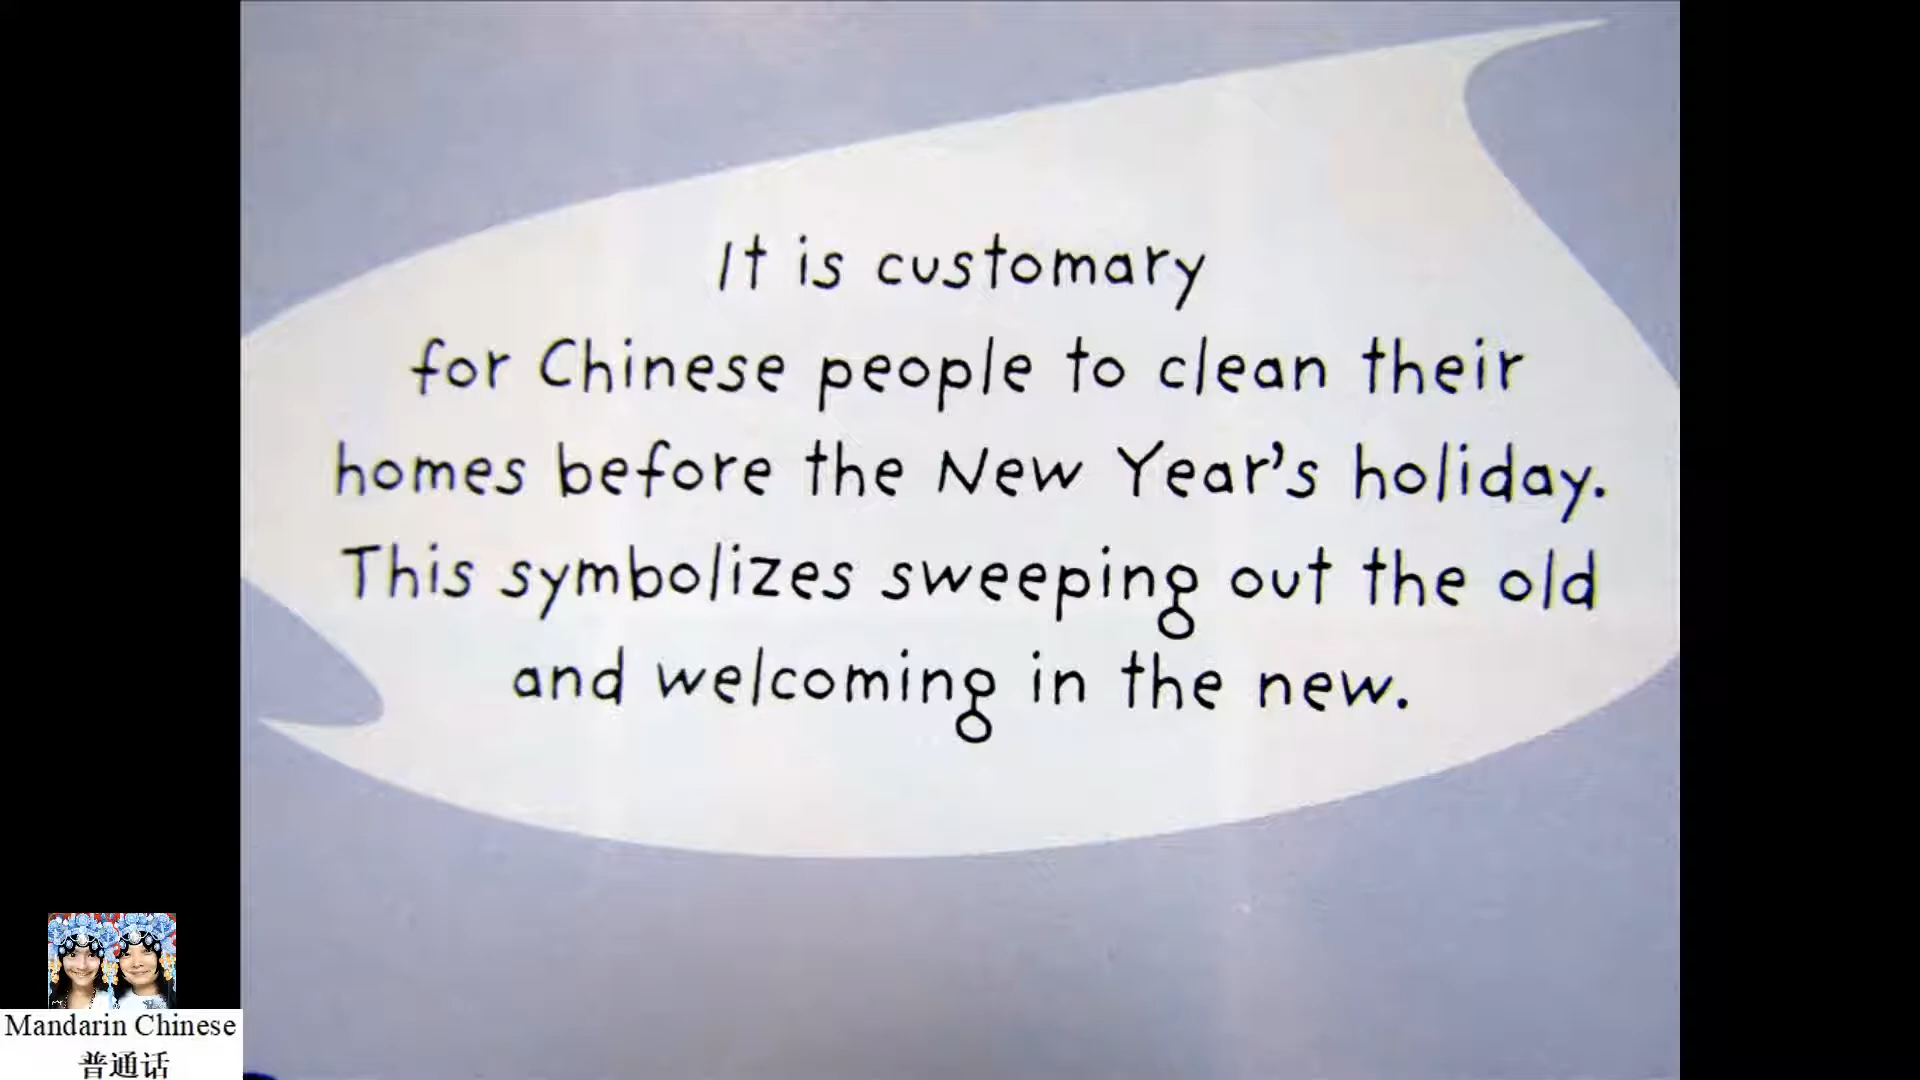 It is customary
for Chinese people to clean their
homes before the New Year's holiday.
This symbolizes sweeping out the old
and welcoming in the new.
Mandarin Chinese
普通话